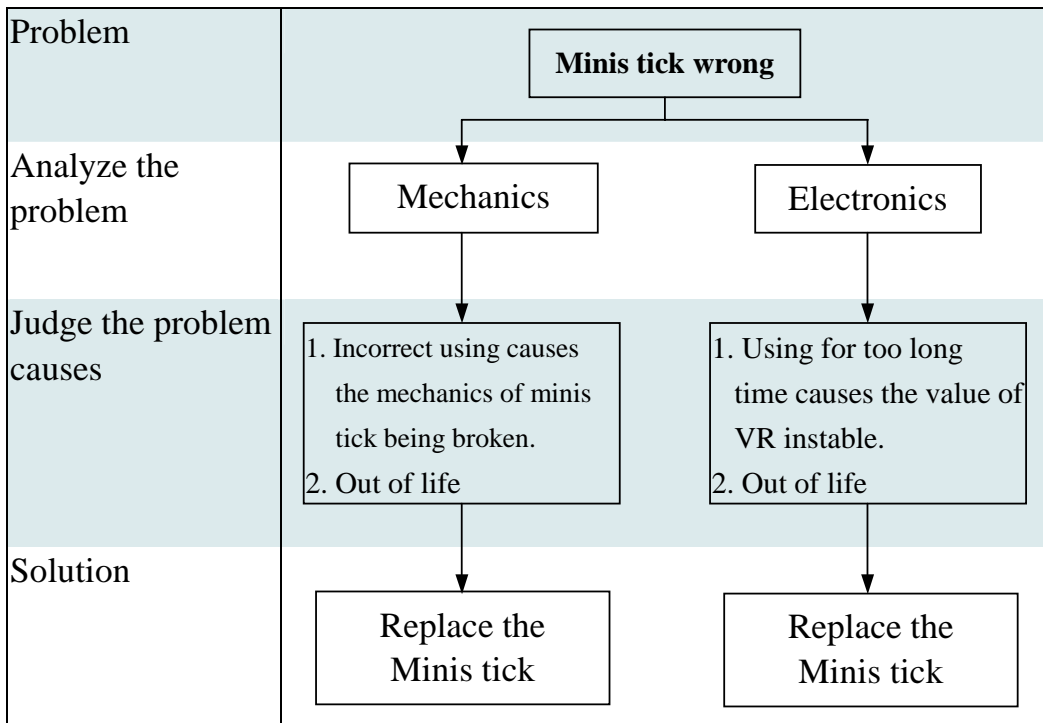 Problem
Minis tick wrong
Analyze the
problem
Mechanics
Electronics
Judge the problem
causes
1. Incorrect using causes
the mechanics of minis
tick being broken.
2. Out of life
1. Using for too long
time causes the value of
VR instable.
2. Out of life
Solution
Replace the
Minis tick
Replace the
Minis tick